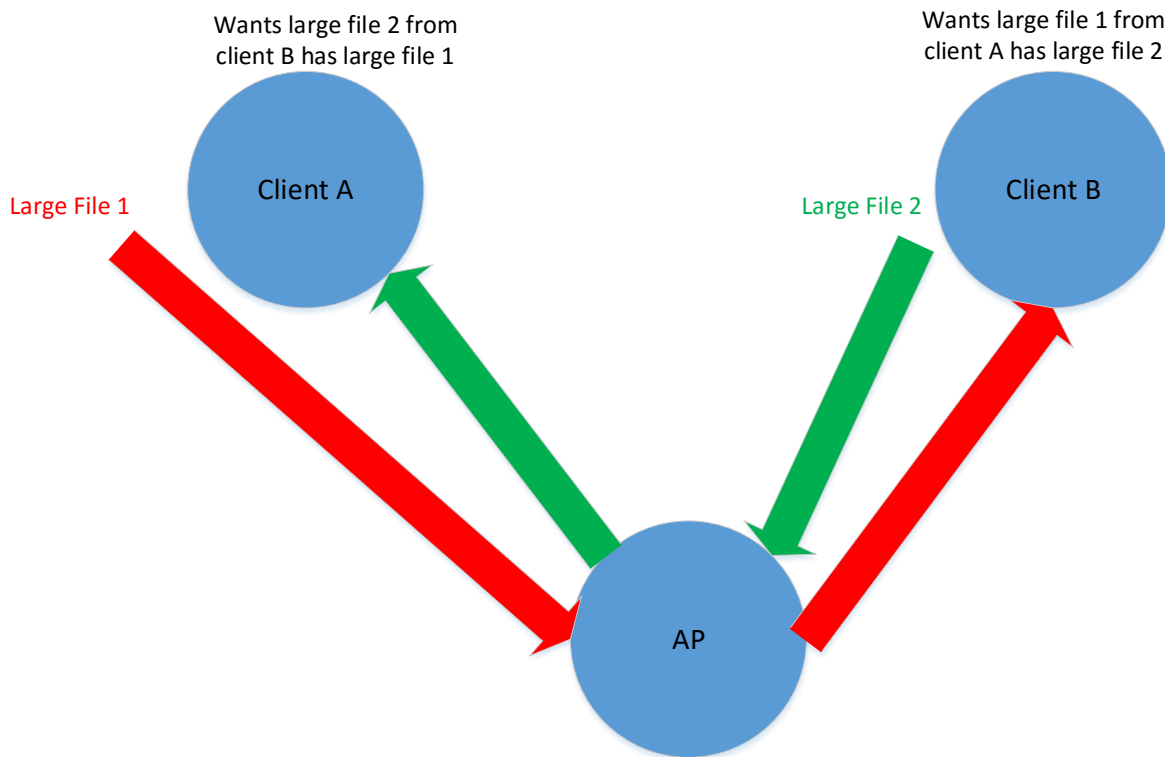 Wants large file 2 from
client B has large file 1
Wants large file 1 from
client A has large file 2
Client A
Client B
Large File 1
Large File 2
AP